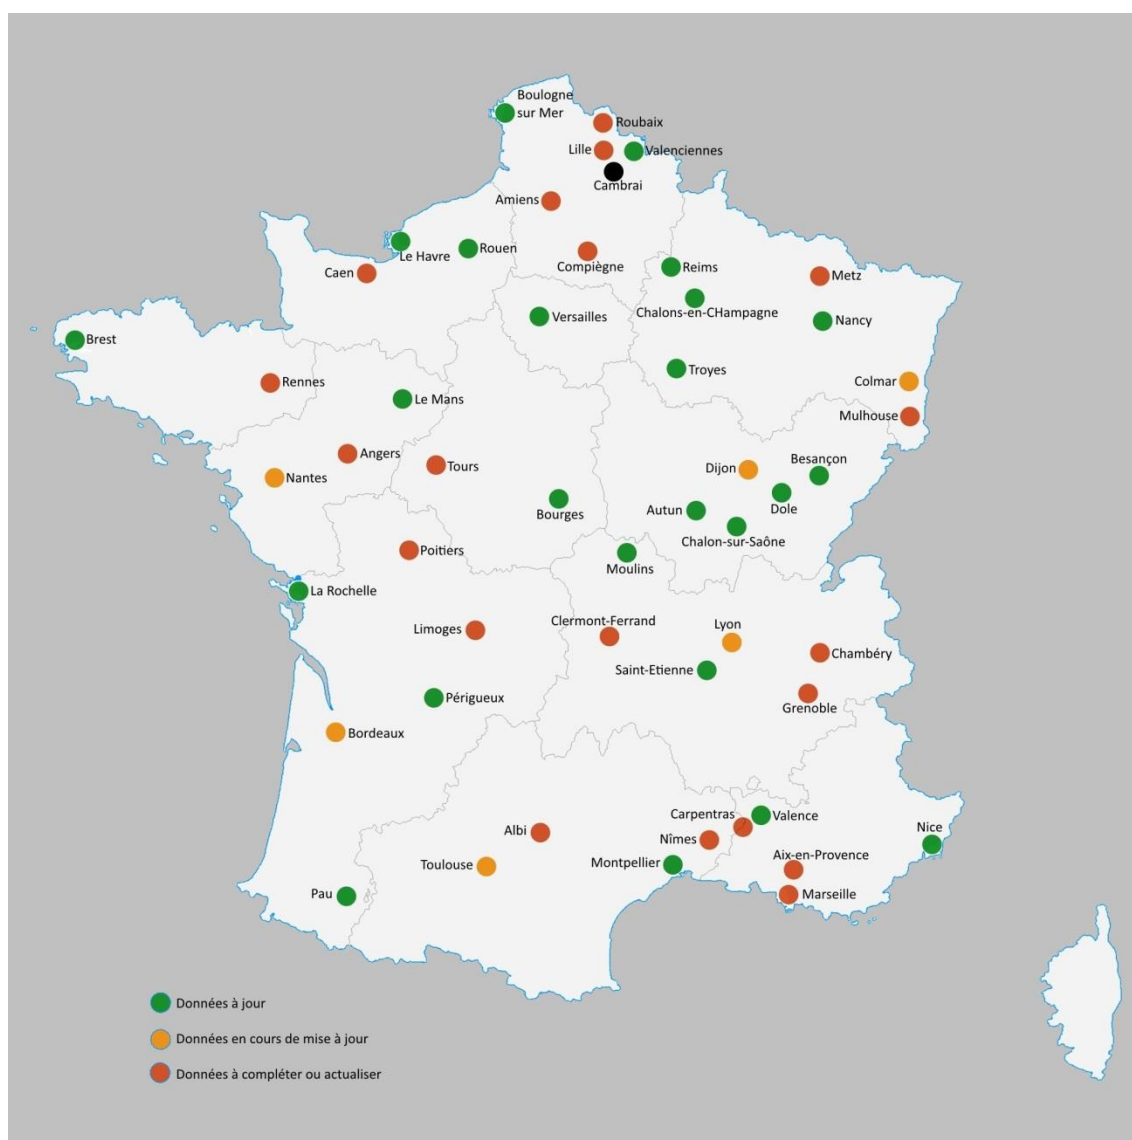 Boulogne
sur Mer
Roubaix
Lille
Valenciennes
Cambrai
Amiens
Le Havre
Rouen
Compiègne
Caen
Reims
Metz
Chalons-en-CHampagne
Versailles
Nancy
Brest
Troyes
Rennes
Colmar
Le Mans
Mulhouse
Angers
Tours
Dijon
Besançon
Nantes
Bourges
Autun
Dole
Chalon-sur-Saône
Poitiers
Moulins
La Rochelle
Limoges
Clermont-Ferrand
Lyon
Chambéry
Saint-Etienne
Périgueux
Grenoble
Bordeaux
Carpentras
Valence
Albi
Nîmes
Nice
Toulouse
Montpellier
Aix-en-Provence
Pau
Marseille
Données à jour
Données en cours de mise à jour
Données à compléter ou actualiser